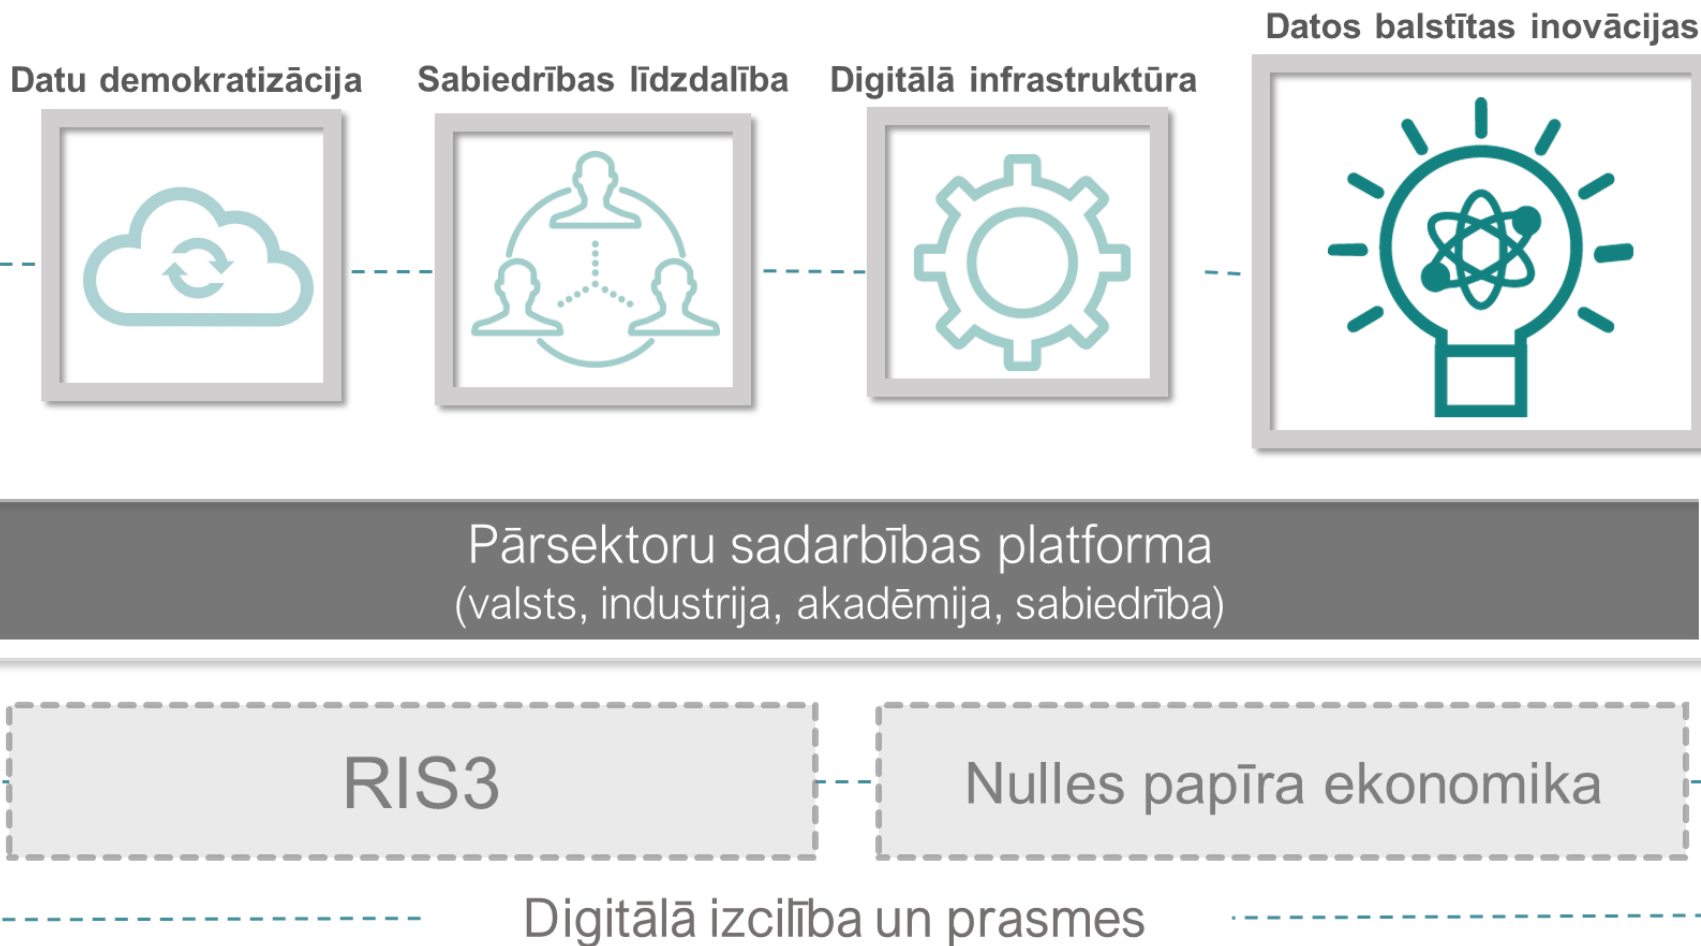 Datos balstītas inovācijas
Datu demokratizācija
Sabiedrības līdzdalība
Digitālā infrastruktūra
Pārsektoru sadarbības platforma
(valsts, industrija, akadēmija, sabiedrība)
RIS3
Nulles papīra ekonomika
Digitālā izcilība un prasmes